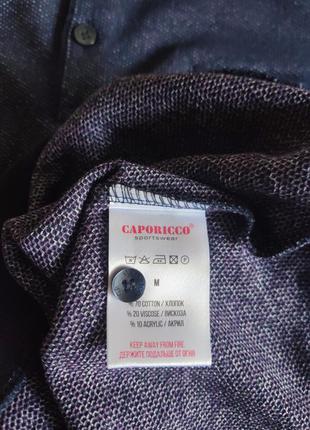 CAPORICCO®
sportswear
M
% 70 COTTON / ХЛОПОК
% 20 VISCOSE / ВИСКОЗА
% 10 ACRYLIC / АКРИЛ
KEEP AWAY FROM FIRE.
ДЕРЖИТЕ ПОДАЛЬШЕ ОТ ОГНЯ